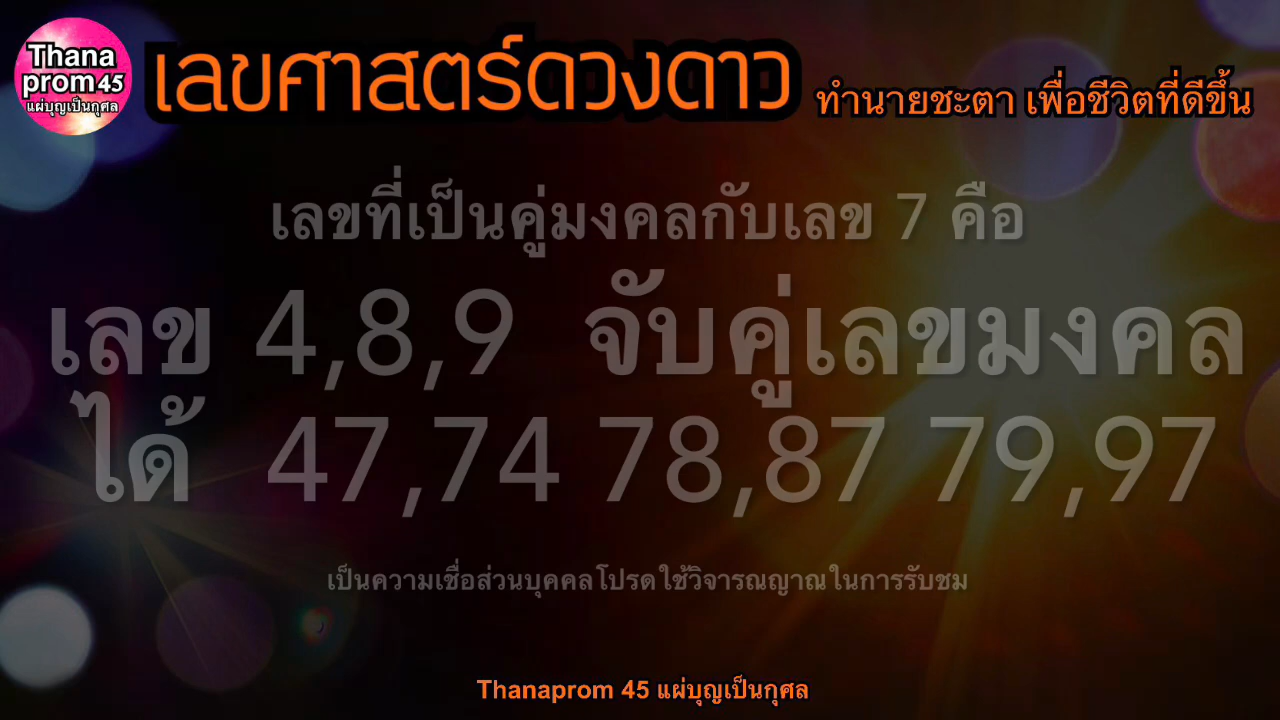 Thana
prom45
แผ่บุญเป็นกุศล
เลขศาสตร์ดวงดาว ทำนายชะตา เพื่อชีวิตที่ดีขึ้น
เลขที่เป็นคู่มงคลกับเลข 7 คือ
เลข 4,8,9 จับคู่เลขมงคล
ได้ 47,74 78,87 79,97
เป็นความเชื่อส่วนบุคคลโปรดใช้วิจารณญาณในการรับชม
Thanaprom 45 แผ่บุญเป็นกุศล